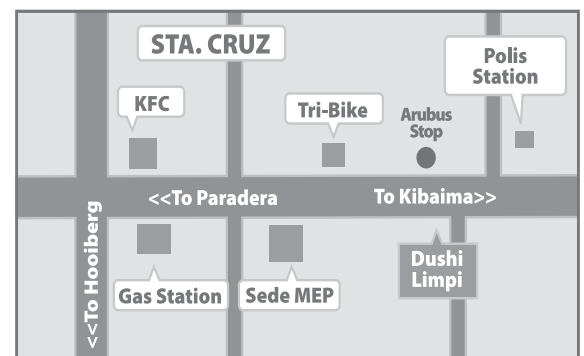 STA. CRUZ
Polis
Station
KFC
Tri-Bike
Arubus
Stop
<<To Paradera
To Kibaima>>
<<To Hooiberg
Gas Station
Sede MEP
Dushi
Limpi